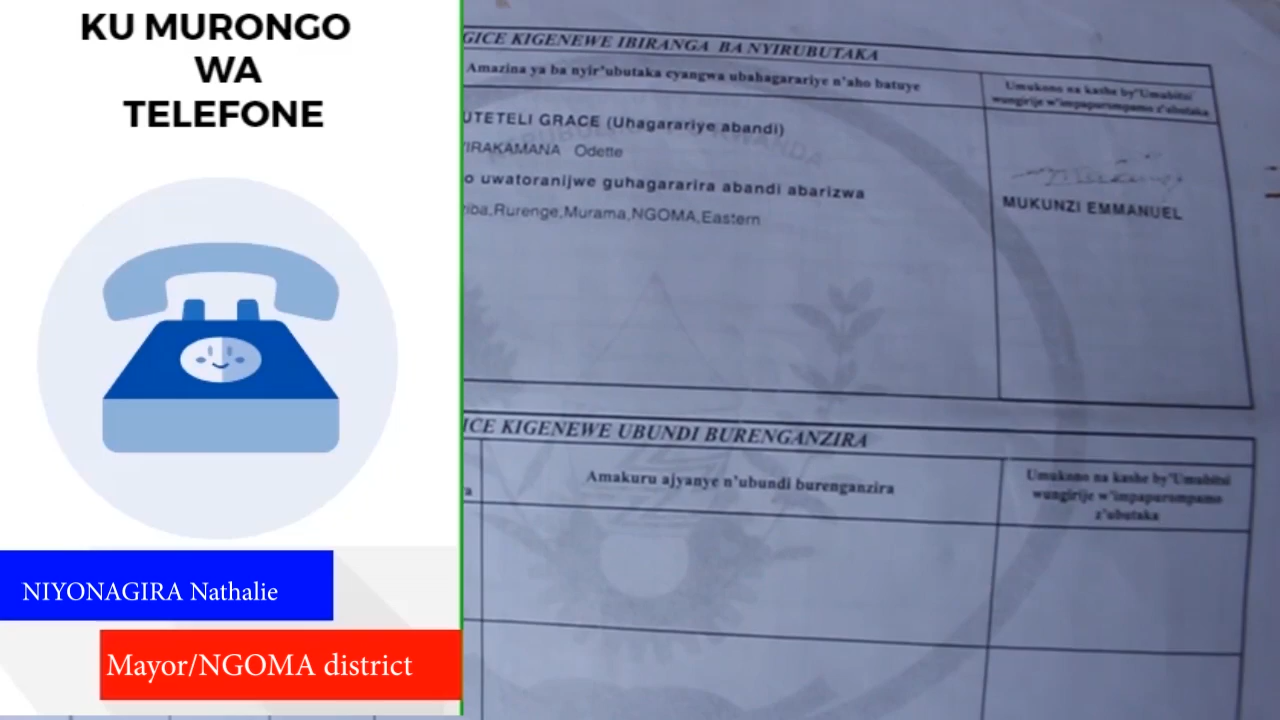 KU MURONGO
WA
TELEFONE
NIYONAGIRA Nathalie
Mayor/NGOMA district
GICE KIGENEWE IBIRANGA BA NYIRUBUTAKA
Amazina ya ba nyir'ubutaka cyangwa ubahagarariye n'aho batuye
Umukono na kashe by'Umubitsi
wungirije w'impapurompamo z'ubutaka
UTETELI GRACE (Uhagarariye abandi)
YIRAKAMANA Odette
o uwatoranijwe guhagararira abandi abarizwa
ziba,Rurenge,Murama,NGOMA,Eastern
MUKUNZI EMMANUEL
ICE KIGENEWE UBUNDI BURENGANZIRA
Amakuru ajyanye n'ubundi burenganzira
Umukono na kashe by'Umubitsi
wungirije w'impapurompamo
z'ubutaka